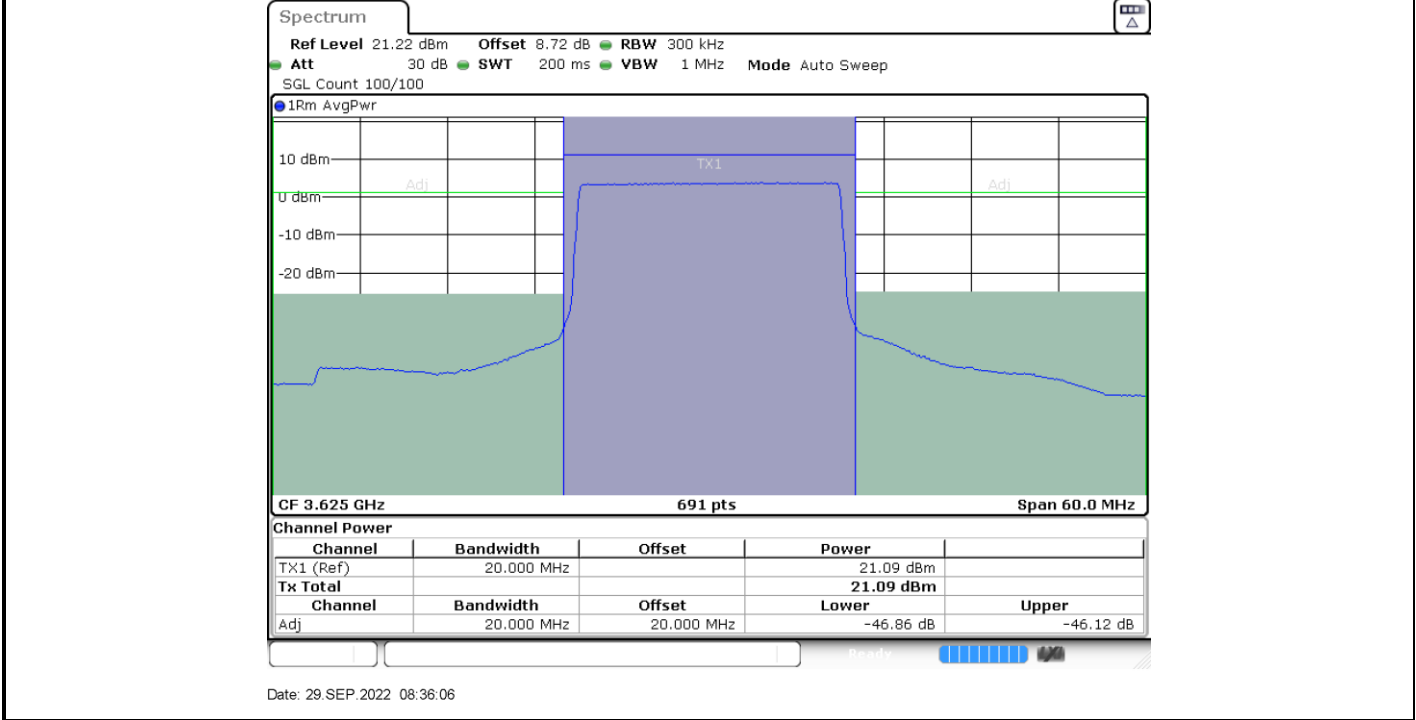 Spectrum
Ref Level 21.22 dBm Offset 8.72 dB RBW 300 kHz
Att 30 dB SWT 200 ms VBW 1 MHz Mode Auto Sweep
SGL Count 100/100
1Rm AvgPwr
10 dBm
TX1
Adj Adj
0 dBm
-10 dBm
-20 dBm
CF 3.625 GHz 691 pts Span 60.0 MHz
Channel Power
Channel Bandwidth Offset Power
TX1 (Ref) 20.000 MHz 21.09 dBm
Tx Total 21.09 dBm
Channel Bandwidth Offset Lower Upper
Adj 20.000 MHz 20.000 MHz -46.86 dB -46.12 dB
Ready
Date: 29.SEP.2022 08:36:06